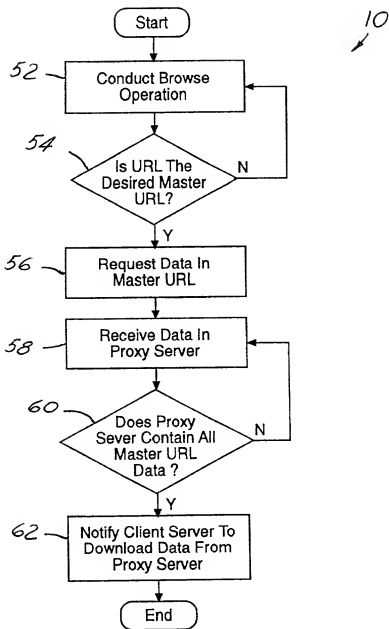 Start
10
52
Conduct Browse
Operation
54
Is URL The
Desired Master
URL?
N
Y
56
Request Data In
Master URL
58
Receive Data In
Proxy Server
60
Does Proxy
Sever Contain All
Master URL
Data ?
N
Y
62
Notify Client Server To
Download Data From
Proxy Server
End